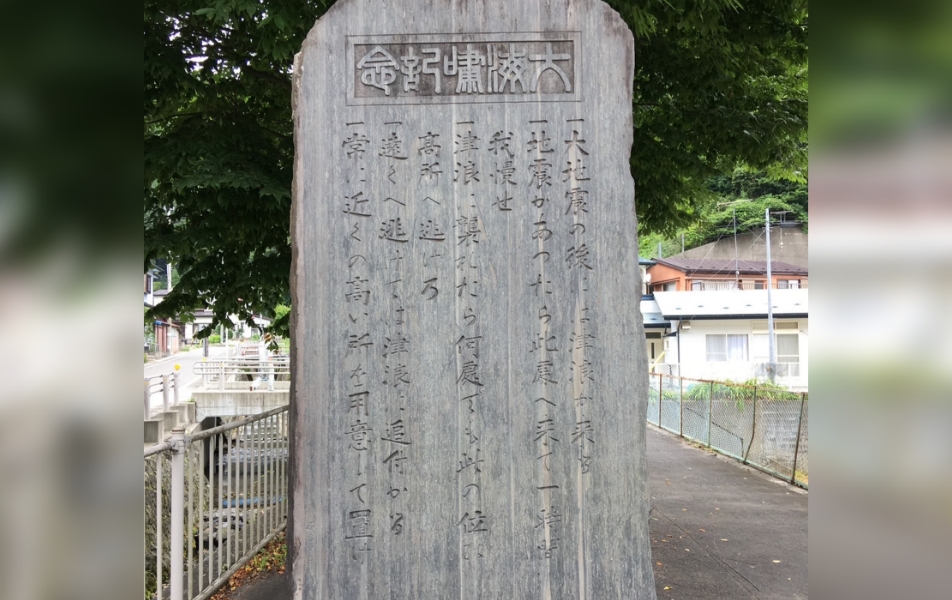 大海嘯記念
一大地震の後には津浪が来る
一地震があつたら此處へ来て一時間
我慢せ
一津浪に襲れたら何處ても此の位い
高所へ逃げろ
一遠くへ逃げては津浪に追付かる
一常に近くの高い所を用意して置け